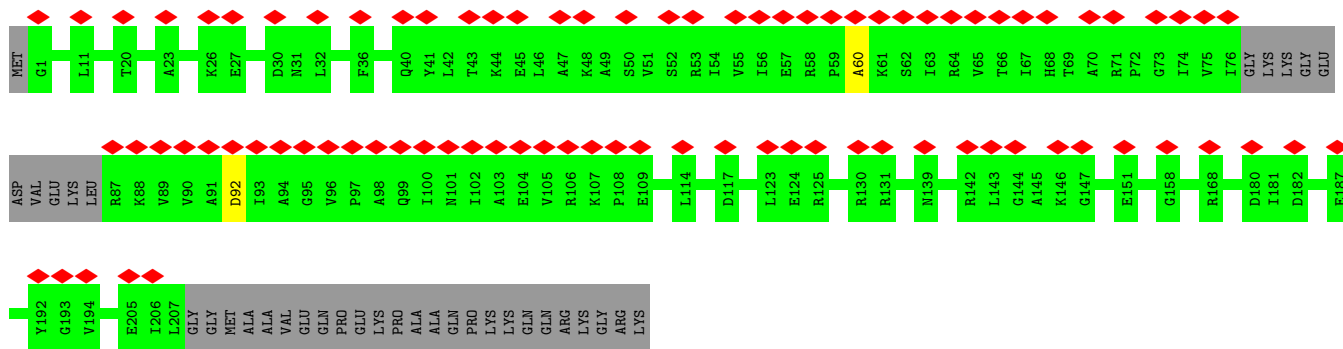 MET G1 L11 T20 A23 K26 E27 D30 N31 L32 F36 Q40 Y41 L42 T43 K44 E45 L46 A47 K48 A49 S50 V51 S52 R53 I54 V55 I56 E57 R58 P59 A60 K61 S62 I63 R64 V65 T66 I67 H68 T69 A70 R71 P72 G73 I74 V75 I76 GLY LYS LYS GLY GLU
ASP VAL GLU LYS LEU R87 K88 V89 V90 A91 D92 I93 A94 G95 V96 P97 A98 Q99 I100 N101 I102 A103 E104 V105 R106 K107 P108 E109 L114 D117 L123 E124 R125 R130 R131 N139 R142 L143 G144 A145 K146 G147 E151 G158 R168 D180 I181 D182 E187
Y192 G193 V194 E205 I206 L207 GLY GLY MET ALA ALA VAL GLU GLN PRO GLU LYS PRO ALA ALA GLN PRO LYS LYS GLN GLN ARG LYS GLY ARG LYS